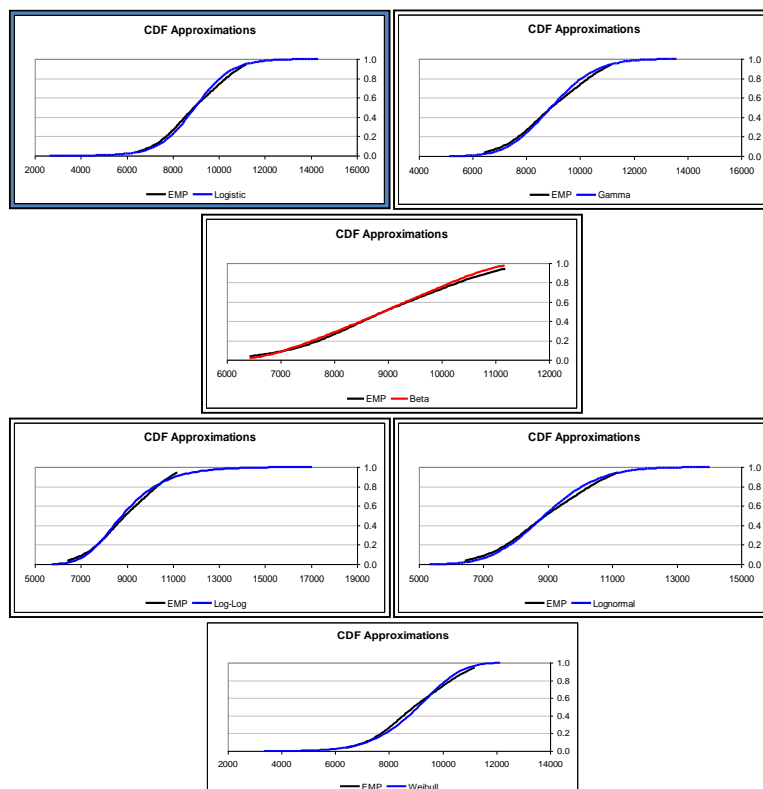 CDF Approximations
1.0
0.8
0.6
0.4
0.2
0.0
2000 4000 6000 8000 10000 12000 14000 16000
EMP Logistic
CDF Approximations
1.0
0.8
0.6
0.4
0.2
0.0
4000 6000 8000 10000 12000 14000 16000
EMP Gamma
CDF Approximations
1.0
0.8
0.6
0.4
0.2
0.0
6000 7000 8000 9000 10000 11000 12000
EMP Beta
CDF Approximations
1.0
0.8
0.6
0.4
0.2
0.0
5000 7000 9000 11000 13000 15000 17000 19000
EMP Log-Log
CDF Approximations
1.0
0.8
0.6
0.4
0.2
0.0
5000 7000 9000 11000 13000 15000
EMP Lognormal
CDF Approximations
1.0
0.8
0.6
0.4
0.2
0.0
2000 4000 6000 8000 10000 12000 14000
EMP Weibull